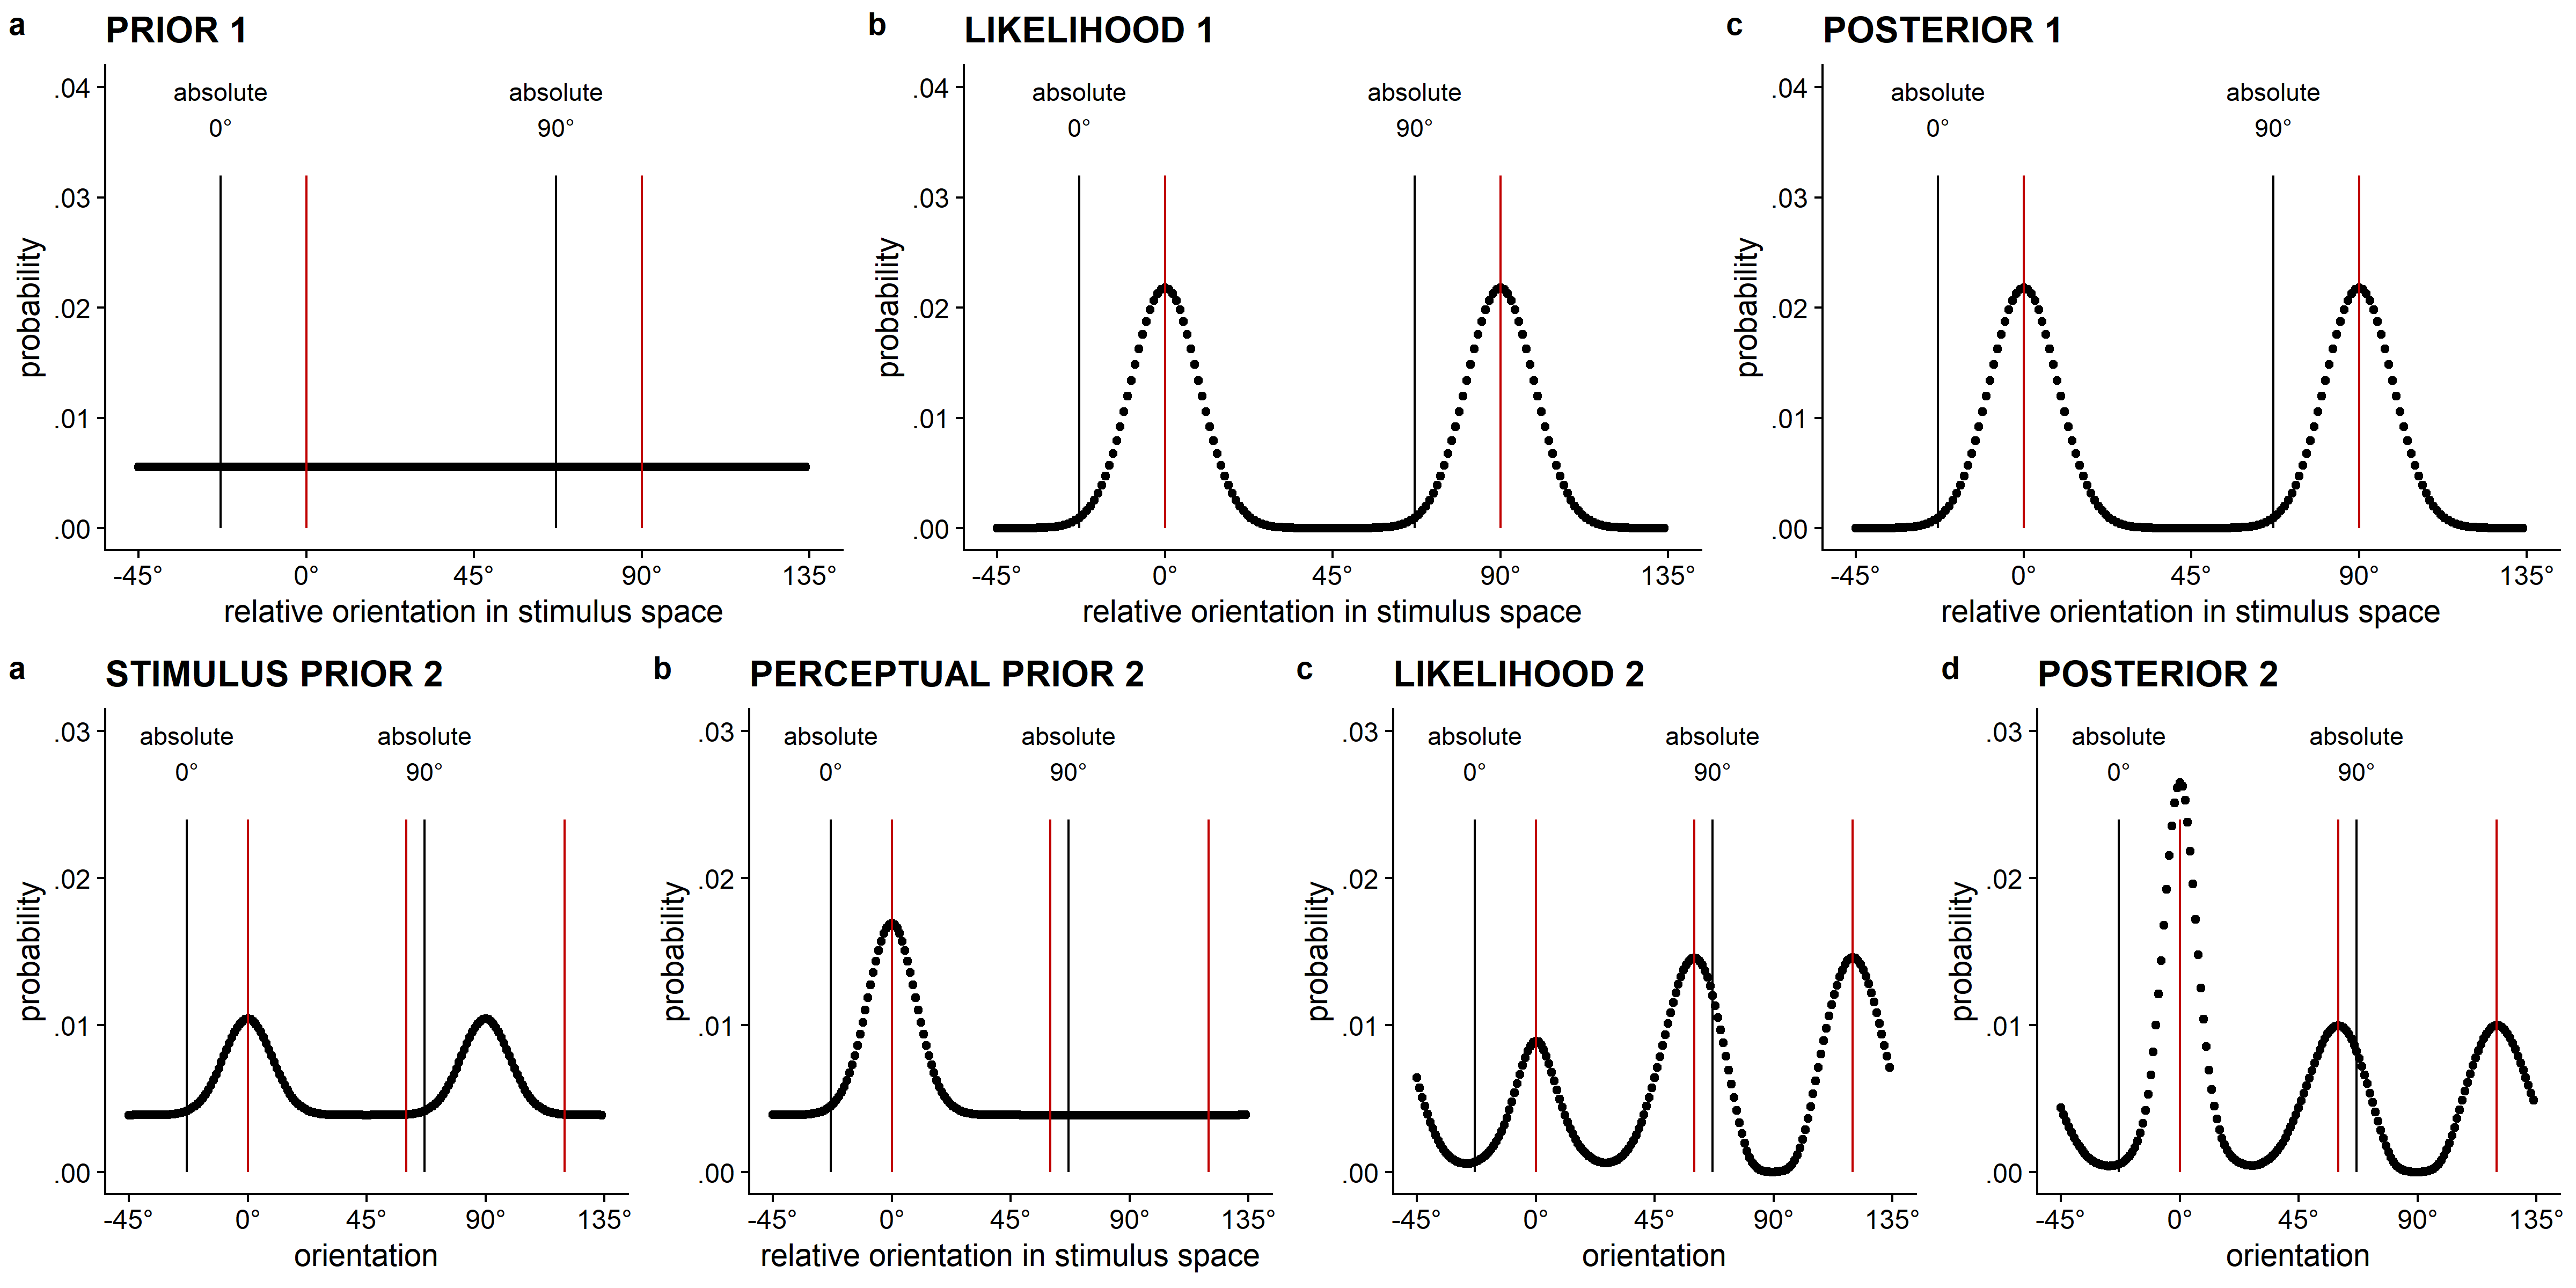 a PRIOR 1
.04
.03
.02
.01
.00
probability
absolute
0°
absolute
90°
-45° 0° 45° 90° 135°
relative orientation in stimulus space
b LIKELIHOOD 1
.04
.03
.02
.01
.00
probability
absolute
0°
absolute
90°
-45° 0° 45° 90° 135°
relative orientation in stimulus space
c POSTERIOR 1
.04
.03
.02
.01
.00
probability
absolute
0°
absolute
90°
-45° 0° 45° 90° 135°
relative orientation in stimulus space
a STIMULUS PRIOR 2
.03
.02
.01
.00
probability
absolute
0°
absolute
90°
-45° 0° 45° 90° 135°
orientation
b PERCEPTUAL PRIOR 2
.03
.02
.01
.00
probability
absolute
0°
absolute
90°
-45° 0° 45° 90° 135°
relative orientation in stimulus space
c LIKELIHOOD 2
.03
.02
.01
.00
probability
absolute
0°
absolute
90°
-45° 0° 45° 90° 135°
orientation
d POSTERIOR 2
.03
.02
.01
.00
probability
absolute
0°
absolute
90°
-45° 0° 45° 90° 135°
orientation